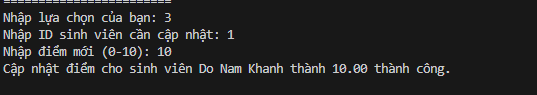 =========================
Nhập lựa chọn của bạn: 3
Nhập ID sinh viên cần cập nhật: 1
Nhập điểm mới (0-10): 10
Cập nhật điểm cho sinh viên Do Nam Khanh thành 10.00 thành công.